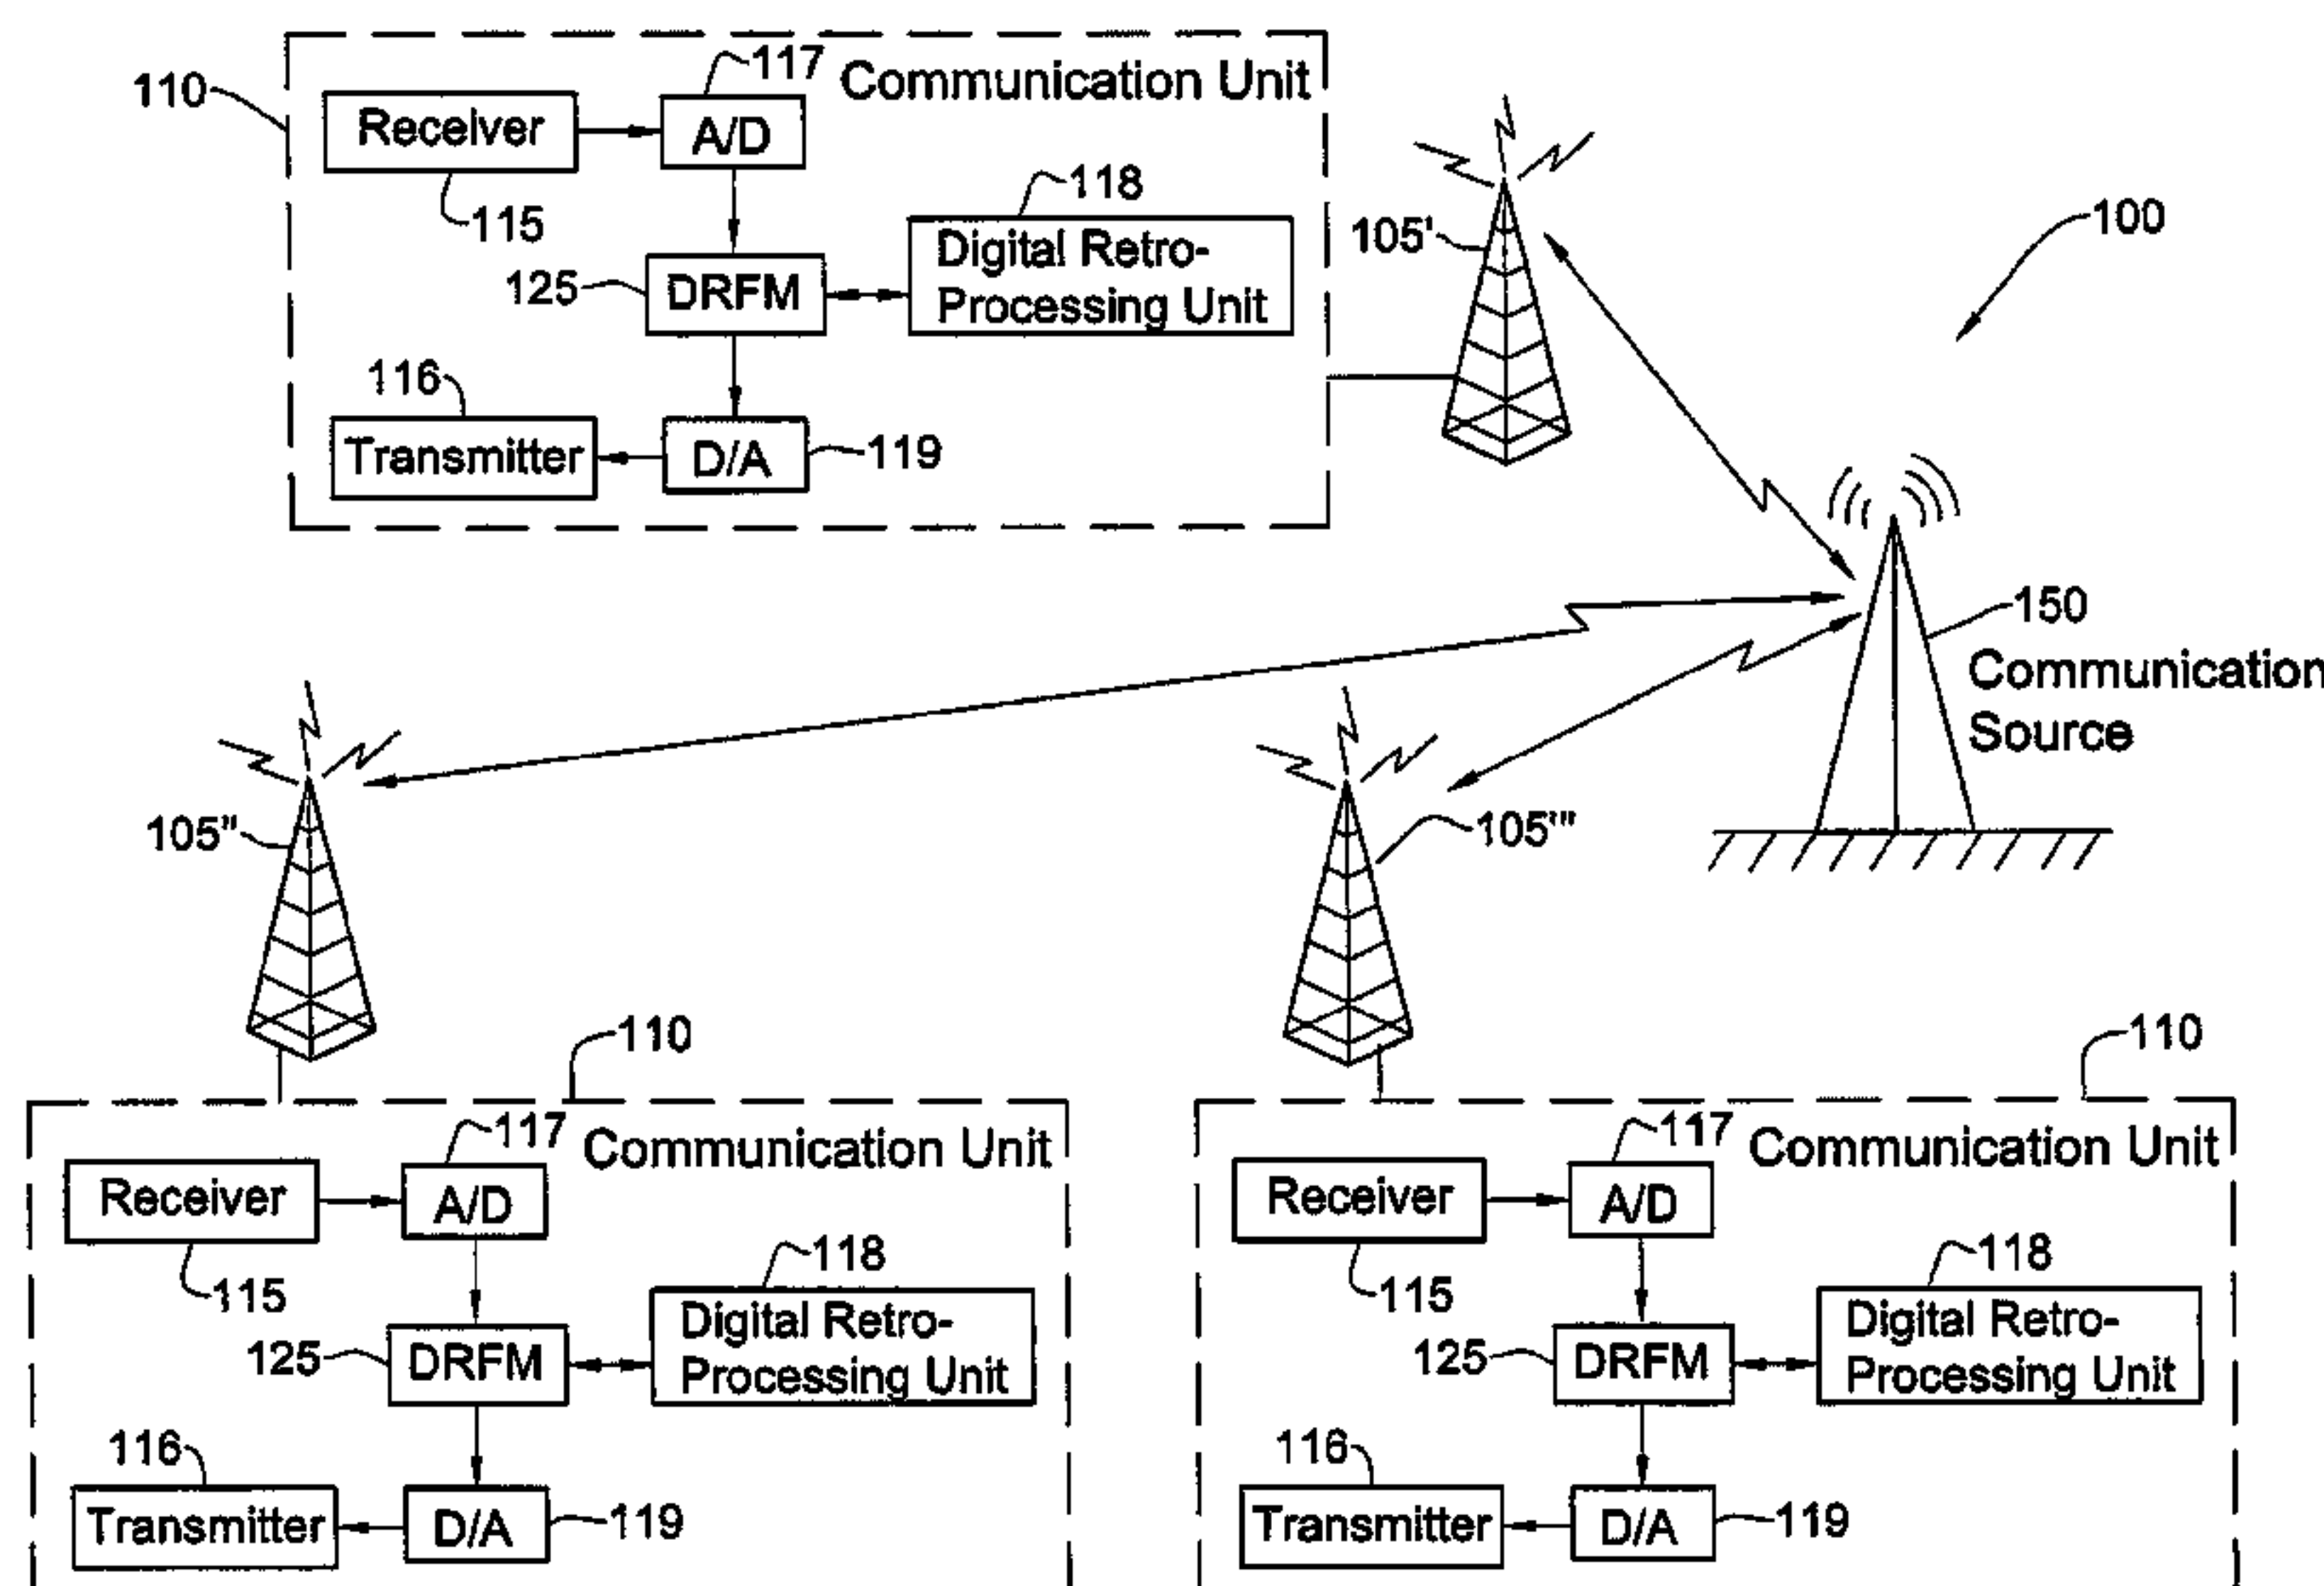 117
Communication Unit
110
Receiver
A/D
115
118
Digital Retro-
Processing Unit
125
DRFM
116
Transmitter
D/A
119
105'
100
150
Communication
Source
105"
105'"
110
117
Communication Unit
Receiver
A/D
115
118
Digital Retro-
Processing Unit
125
DRFM
116
Transmitter
D/A
119
110
117
Communication Unit
Receiver
A/D
115
118
Digital Retro-
Processing Unit
125
DRFM
116
Transmitter
D/A
119